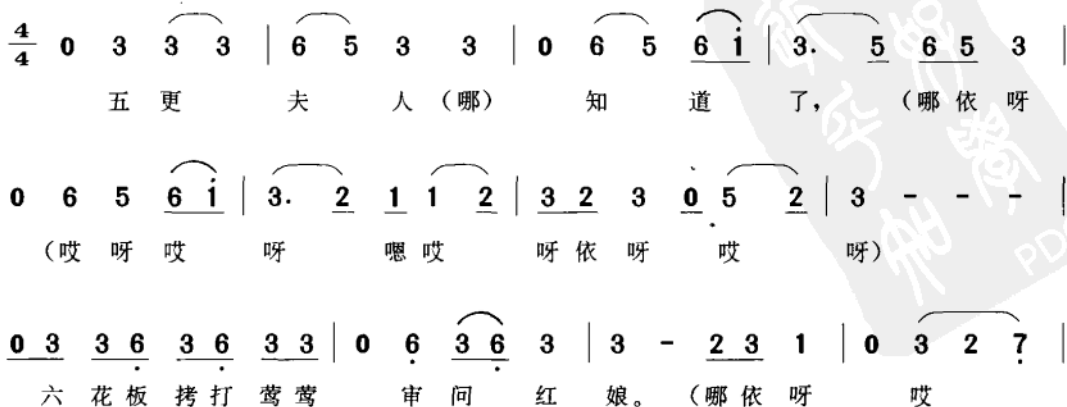 4/4 0 3 3 3 | 6 5 3 3 | 0 6 5 6 i | 3. 5 6 5 3 |
五 更 夫 人 （哪） 知 道 了， （哪 依 呀
0 6 5 6 i | 3. 2 1 1 2 | 3 2 3 0 5 2 | 3 - - - |
（哎 呀 哎 呀 嗯 哎 呀 依 呀 哎 呀）
0 3 3 6 3 6 3 3 | 0 6 3 6 3 | 3 - 2 3 1 | 0 3 2 7 |
六 花 板 拷 打 莺 莺 审 问 红 娘。 （哪 依 呀 哎